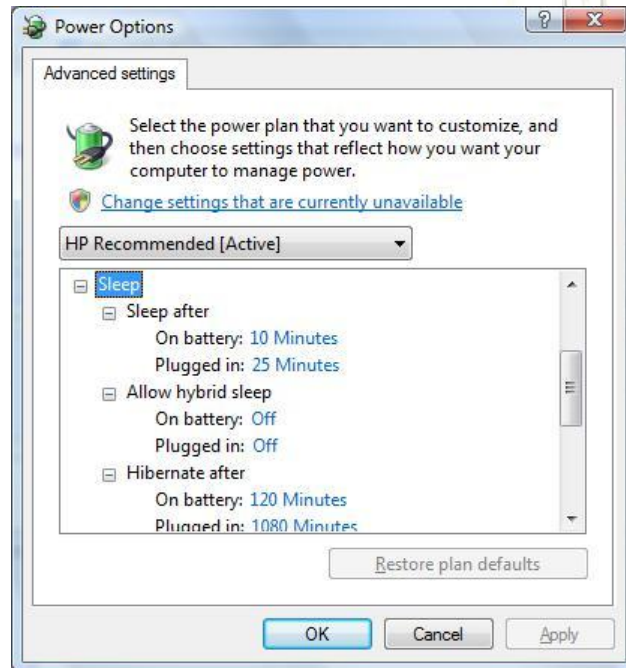 Power Options
Advanced settings
Select the power plan that you want to customize, and
then choose settings that reflect how you want your
computer to manage power.
Change settings that are currently unavailable
HP Recommended [Active]
Sleep
Sleep after
On battery: 10 Minutes
Plugged in: 25 Minutes
Allow hybrid sleep
On battery: Off
Plugged in: Off
Hibernate after
On battery: 120 Minutes
Plugged in: 1080 Minutes
Restore plan defaults
OK Cancel Apply